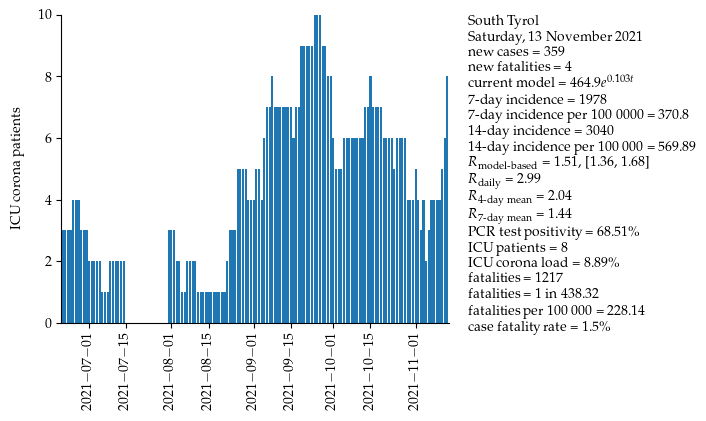 10
8
6
4
2
0
ICU corona patients
2021−07−01
2021−07−15
2021−08−01
2021−08−15
2021−09−01
2021−09−15
2021−10−01
2021−10−15
2021−11−01
South Tyrol
Saturday, 13 November 2021
new cases = 359
new fatalities = 4
current model = 464.9e^0.103t
7-day incidence = 1978
7-day incidence per 100 0000 = 370.8
14-day incidence = 3040
14-day incidence per 100 000 = 569.89
R_model-based = 1.51, [1.36, 1.68]
R_daily = 2.99
R_4-day mean = 2.04
R_7-day mean = 1.44
PCR test positivity = 68.51%
ICU patients = 8
ICU corona load = 8.89%
fatalities = 1217
fatalities = 1 in 438.32
fatalities per 100 000 = 228.14
case fatality rate = 1.5%